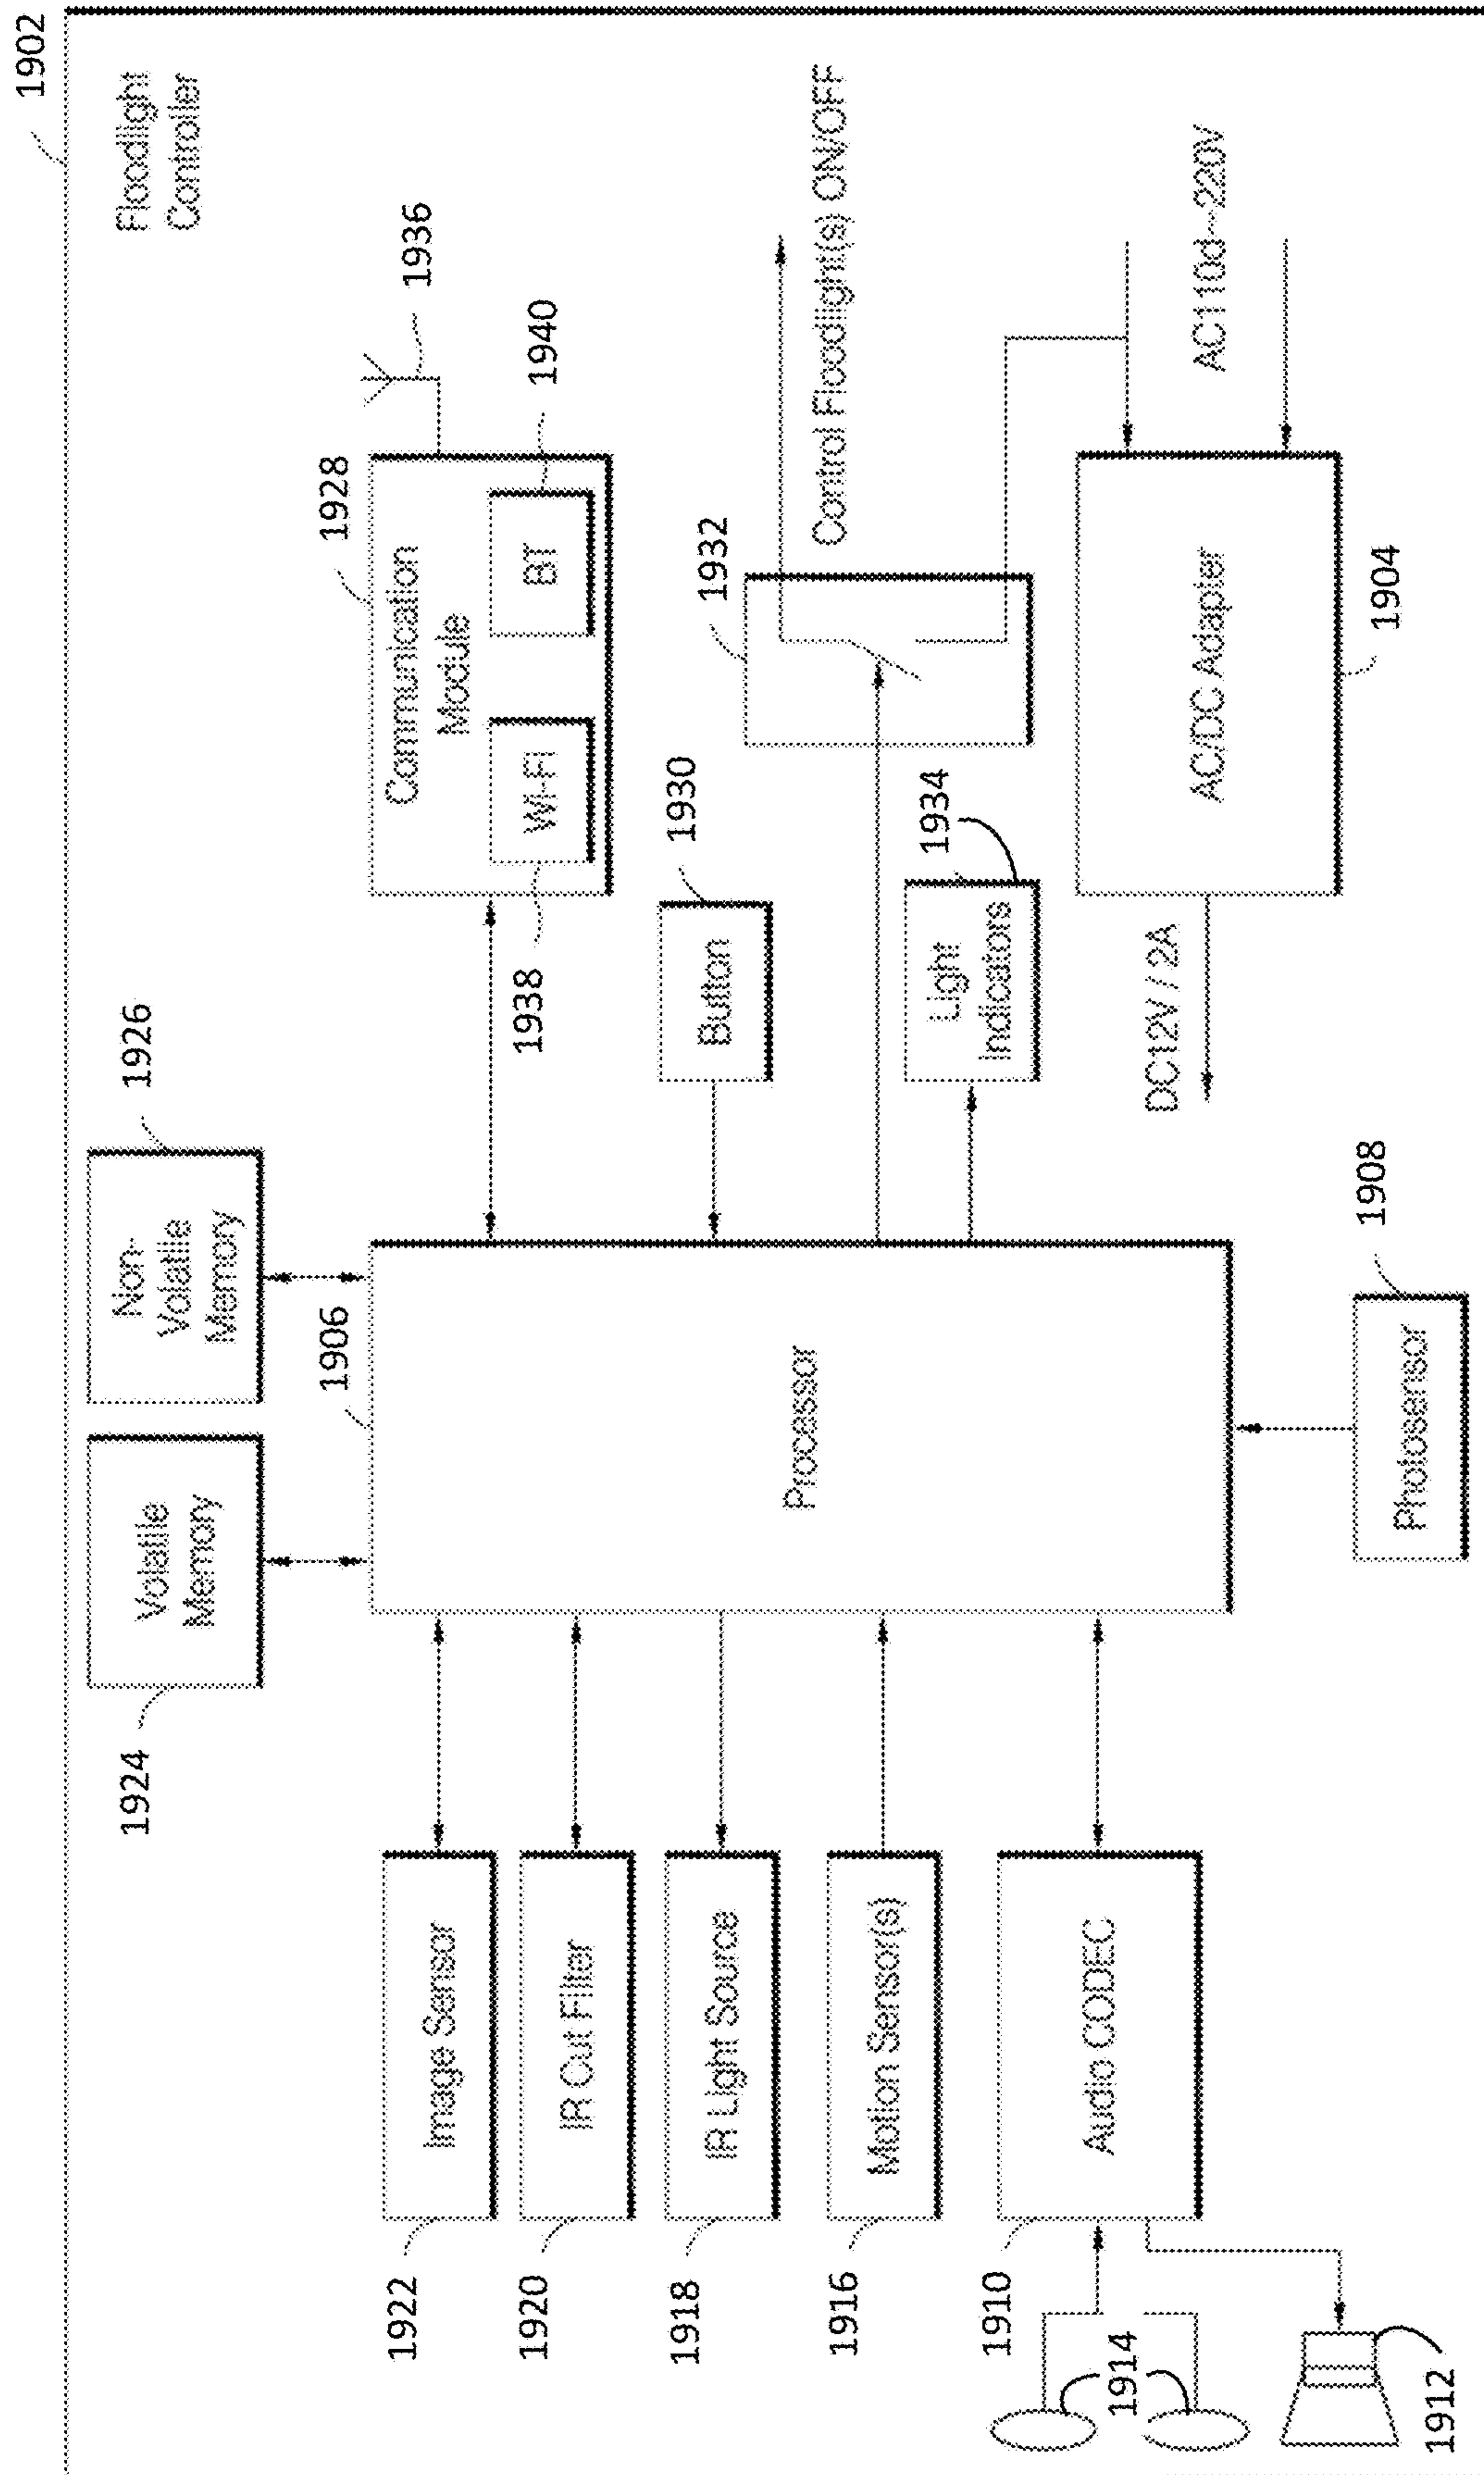 1902
Floodlight
Controller
1924
Volatile
Memory
Non-
Volatile
Memory
1926
1906
Processor
1928
Communication
Module
WI-FI
BT
1936
1938
1940
1922
Image Sensor
1920
IR Cut Filter
1918
IR Light Source
1916
Motion Sensor(s)
1910
Audio CODEC
1914
1912
Button
1930
1932
Control Floodlight(s) ON/OFF
Light
Indicators
1934
DC12V / 2A
AC/DC Adapter
AC110d~220V
1904
Photosensor
1908